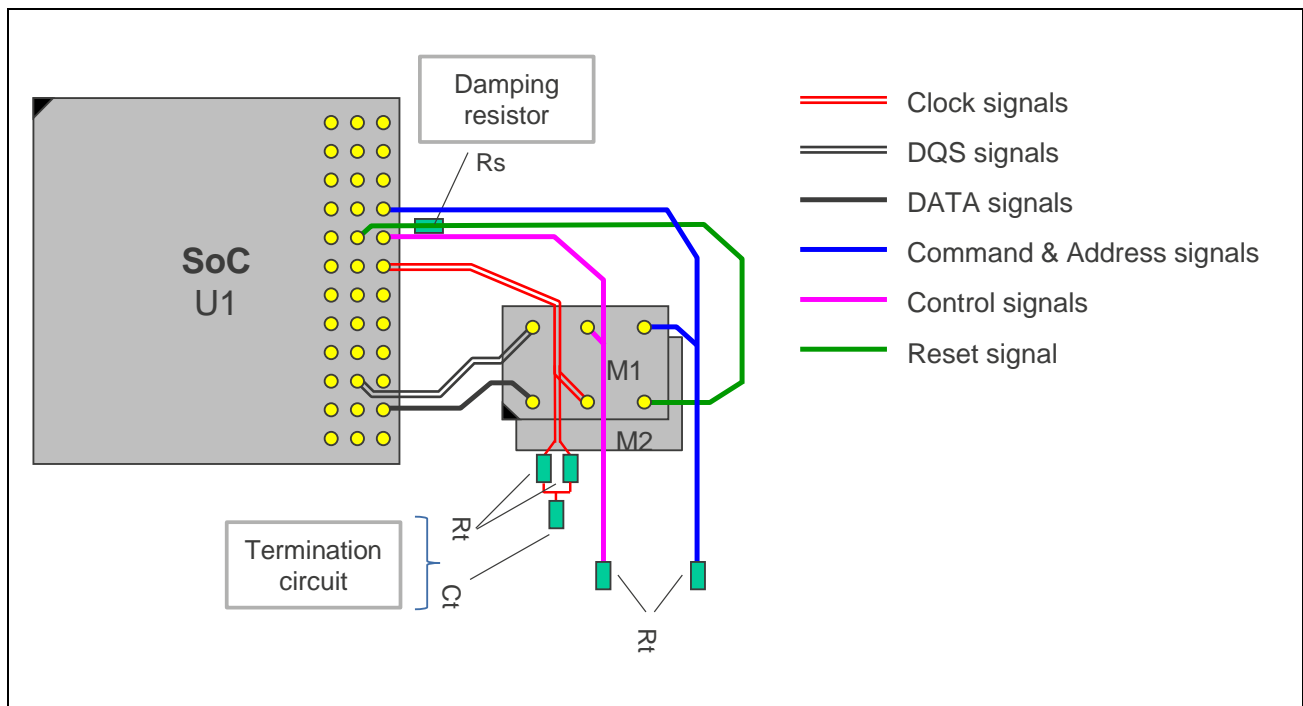 Damping
resistor
Rs
SoC
U1
M1
M2
Rt
Ct
Termination
circuit
Rt
Clock signals
DQS signals
DATA signals
Command & Address signals
Control signals
Reset signal